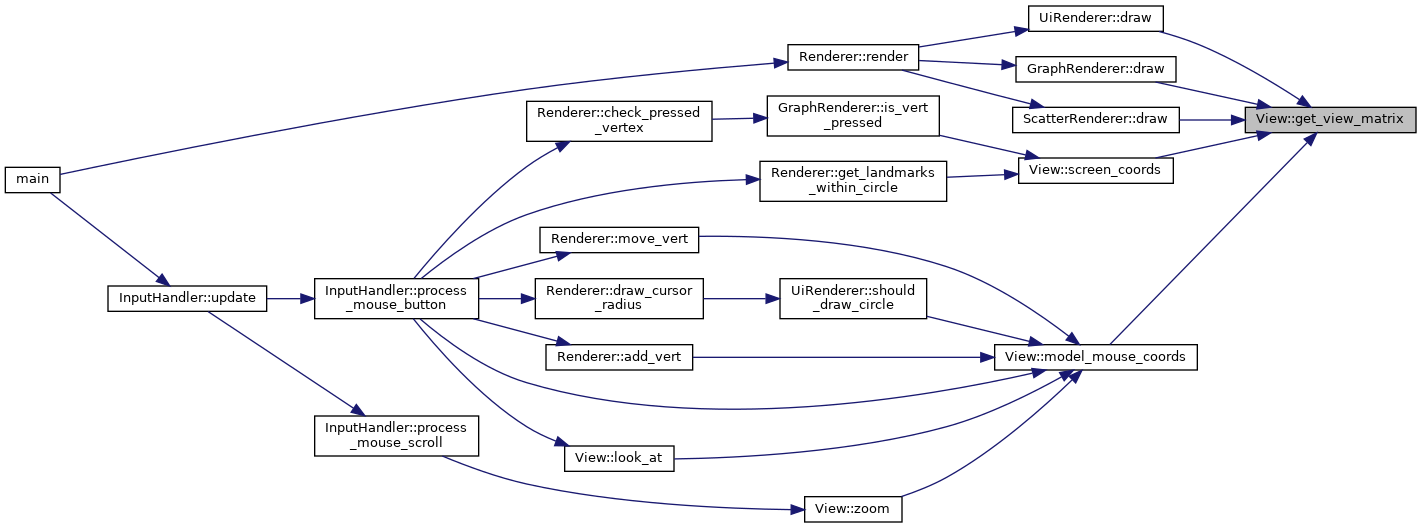 UiRenderer::draw
Renderer::render
GraphRenderer::draw
Renderer::check_pressed
_vertex
GraphRenderer::is_vert
_pressed
ScatterRenderer::draw
View::get_view_matrix
main
Renderer::get_landmarks
_within_circle
View::screen_coords
Renderer::move_vert
InputHandler::update
InputHandler::process
_mouse_button
Renderer::draw_cursor
_radius
UiRenderer::should
_draw_circle
Renderer::add_vert
View::model_mouse_coords
InputHandler::process
_mouse_scroll
View::look_at
View::zoom